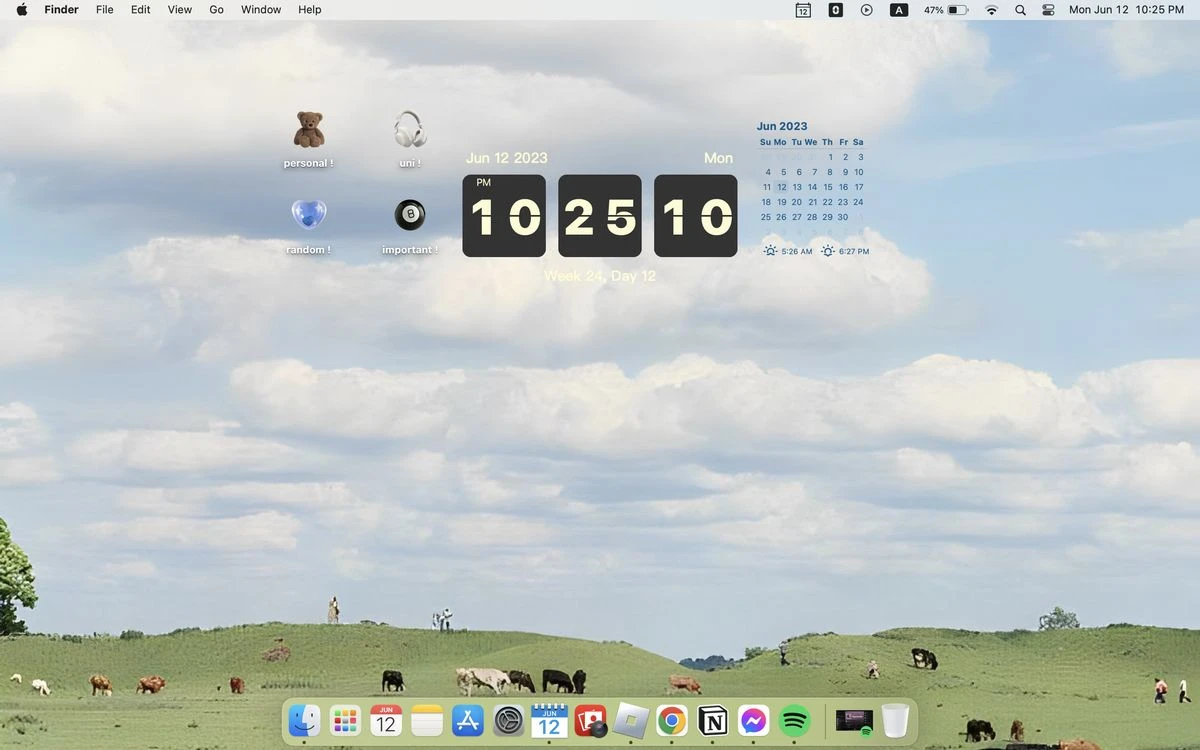 Finder File Edit View Go Window Help 12 A 47% Mon Jun 12 10:25 PM
personal !
uni !
random !
important !
8
Jun 12 2023 Mon
PM
10 25 10
Week 24, Day 12
Jun 2023
Su Mo Tu We Th Fr Sa
1 2 3
4 5 6 7 8 9 10
11 12 13 14 15 16 17
18 19 20 21 22 23 24
25 26 27 28 29 30 1
5:26 AM 6:27 PM
JUN
12
JUN
12
N